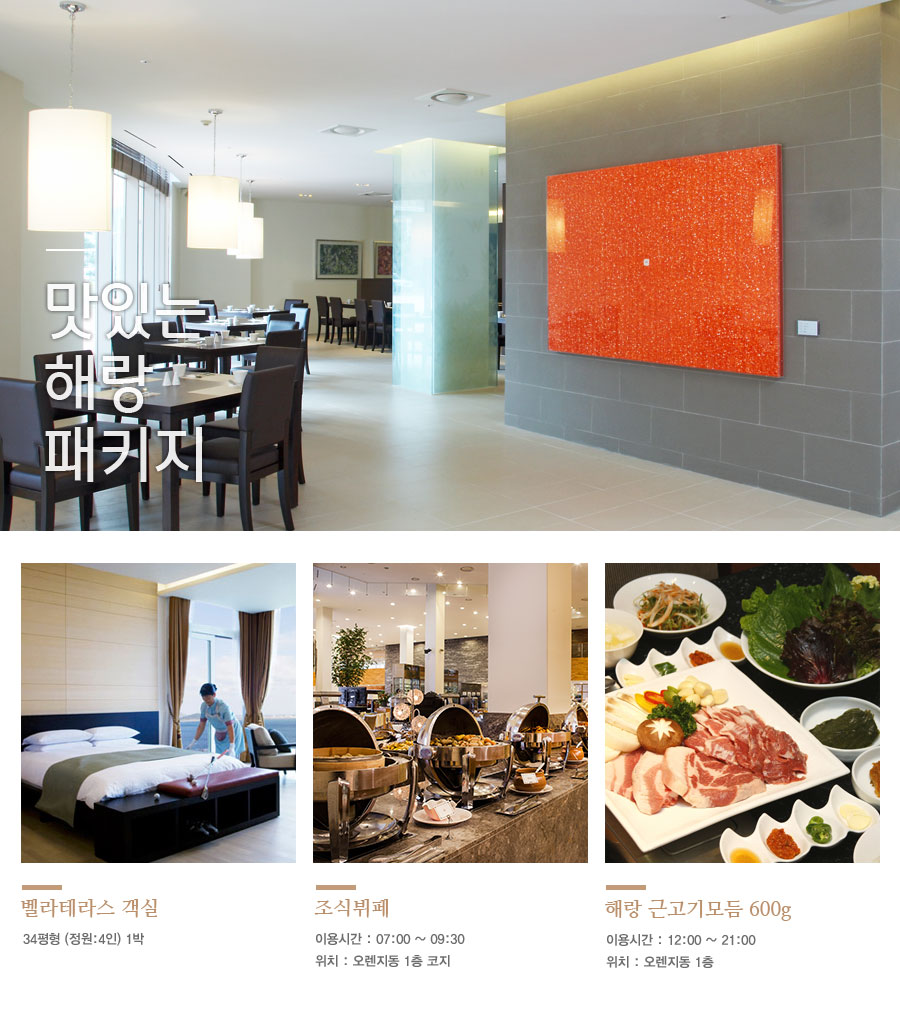 맛있는
해랑
패키지
벨라테라스 객실
34평형 (정원:4인) 1박
조식뷔페
이용시간 : 07:00 ~ 09:30
위치 : 오렌지동 1층 코지
해랑 근고기모듬 600g
이용시간 : 12:00 ~ 21:00
위치 : 오렌지동 1층